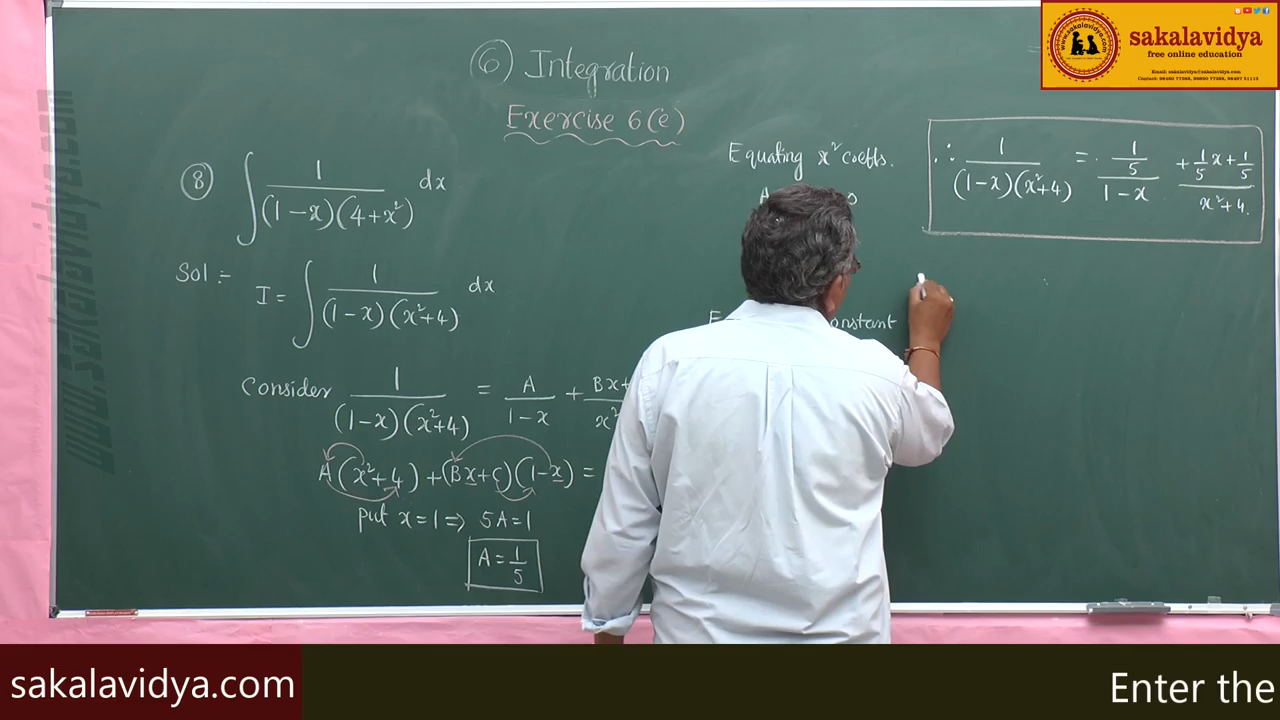 6 Integration
Exercise 6(e)
8 ∫ 1/((1-x)(4+x²)) dx
Sol :- I = ∫ 1/((1-x)(x²+4)) dx
Consider 1/((1-x)(x²+4)) = A/(1-x) + Bx+
A(x²+4) + (Bx+C)(1-x) =
put x=1 => 5A=1
A = 1/5
Equating x² coeffs.
A
onstant
∴ 1/((1-x)(x²+4)) = (1/5)/(1-x) + (1/5 x + 1/5)/(x²+4)
sakalavidya
free online education
www.sakalavidya.com
sakalavidya.com
Enter the